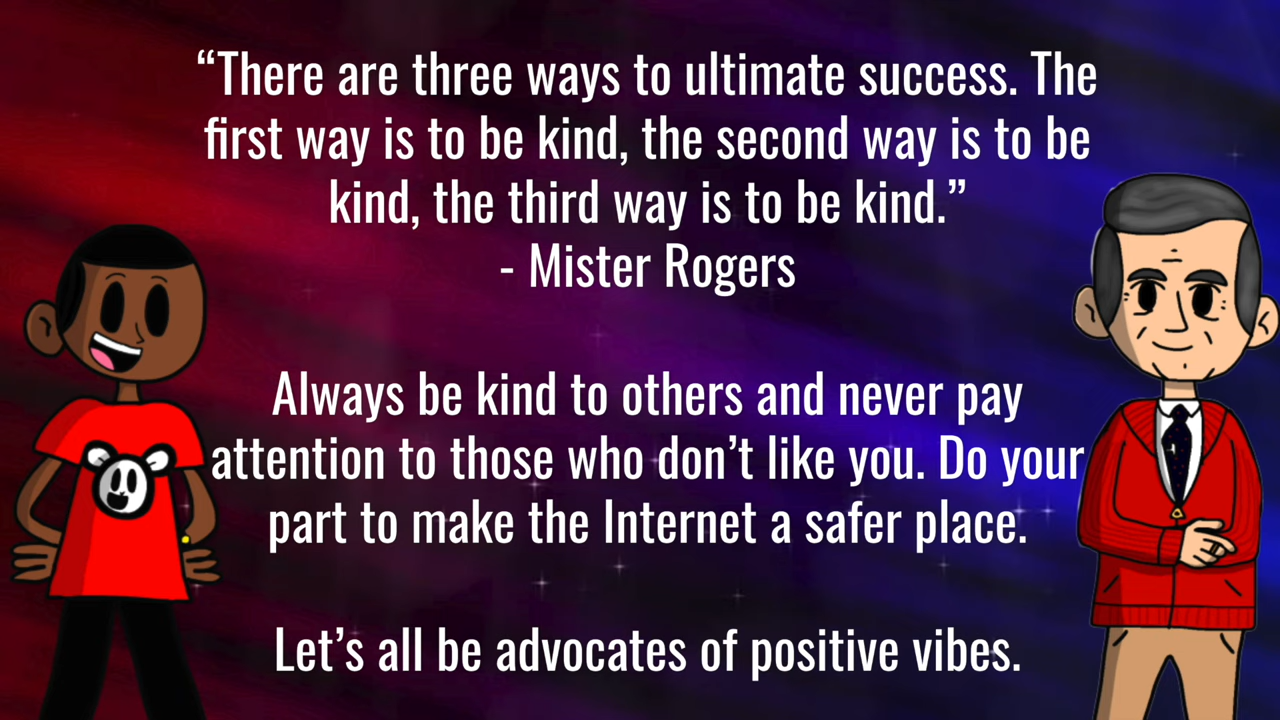 “There are three ways to ultimate success. The
first way is to be kind, the second way is to be
kind, the third way is to be kind.”
- Mister Rogers
Always be kind to others and never pay
attention to those who don’t like you. Do your
part to make the Internet a safer place.
Let’s all be advocates of positive vibes.